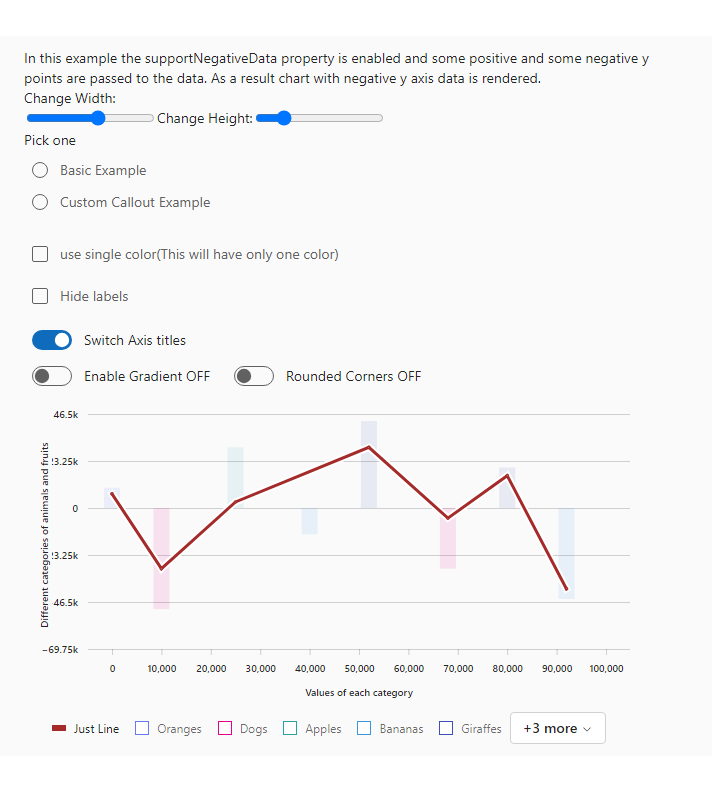 In this example the supportNegativeData property is enabled and some positive and some negative y
points are passed to the data. As a result chart with negative y axis data is rendered.
Change Width:
Change Height:
Pick one
Basic Example
Custom Callout Example
use single color(This will have only one color)
Hide labels
Switch Axis titles
Enable Gradient OFF
Rounded Corners OFF
46.5k
3.25k
0
3.25k
46.5k
−69.75k
Different categories of animals and fruits
0 10,000 20,000 30,000 40,000 50,000 60,000 70,000 80,000 90,000 100,000
Values of each category
Just Line Oranges Dogs Apples Bananas Giraffes +3 more